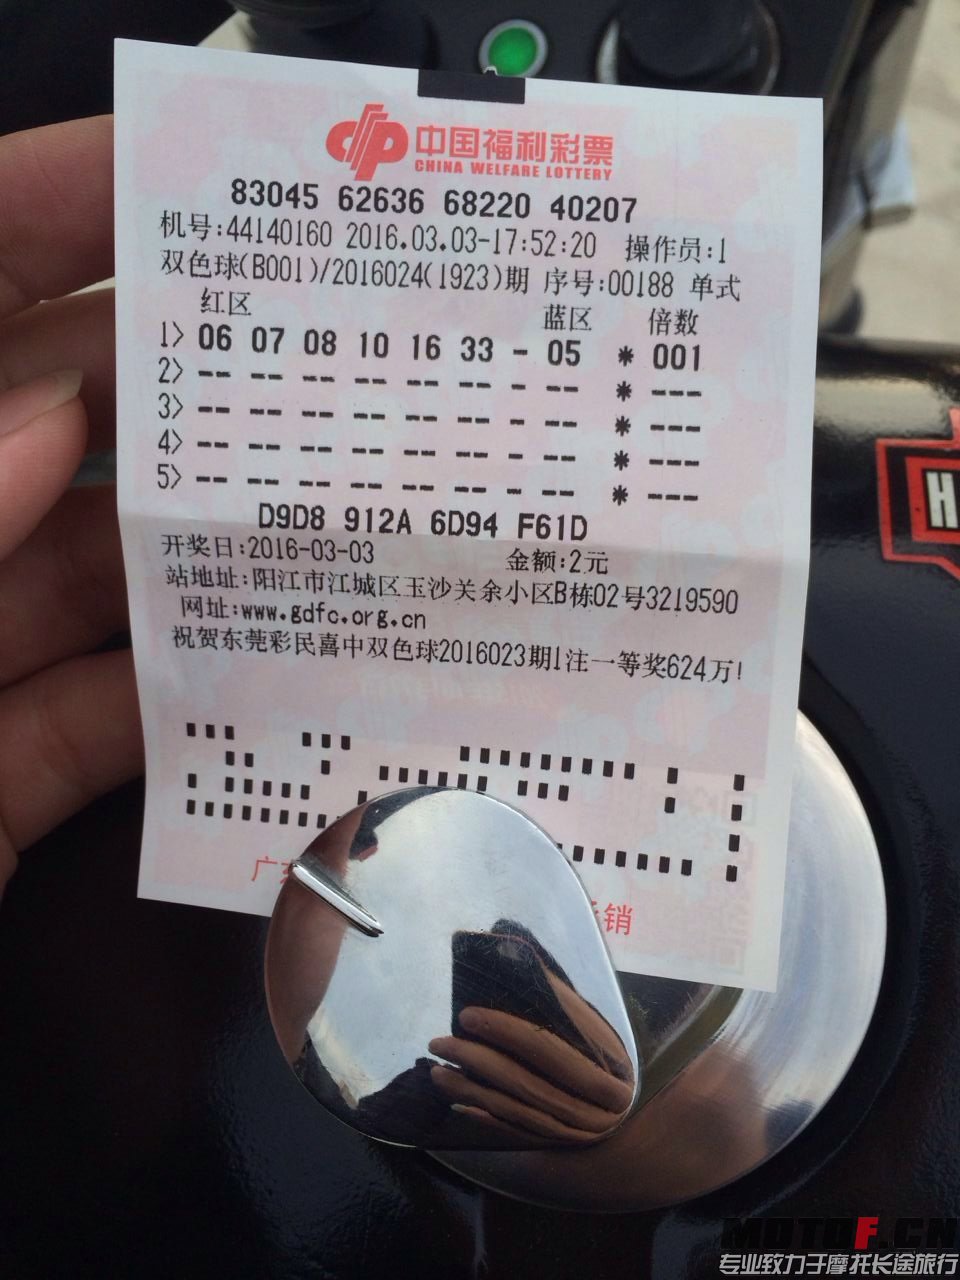 中国福利彩票
CHINA WELFARE LOTTERY
83045 62636 68220 40207
机号:44140160 2016.03.03-17:52:20 操作员:1
双色球(B001)/2016024(1923)期 序号:00188 单式
红区 蓝区 倍数
1> 06 07 08 10 16 33 - 05 * 001
2> -- -- -- -- -- -- - -- * ---
3> -- -- -- -- -- -- - -- * ---
4> -- -- -- -- -- -- - -- * ---
5> -- -- -- -- -- -- - -- * ---
D9D8 912A 6D94 F61D
开奖日:2016-03-03 金额:2元
站地址:阳江市江城区玉沙关余小区B栋02号3219590
网址:www.gdfc.org.cn
祝贺东莞彩民喜中双色球2016023期1注一等奖624万!
广 销
H
MOTOF.CN
专业致力于摩托长途旅行